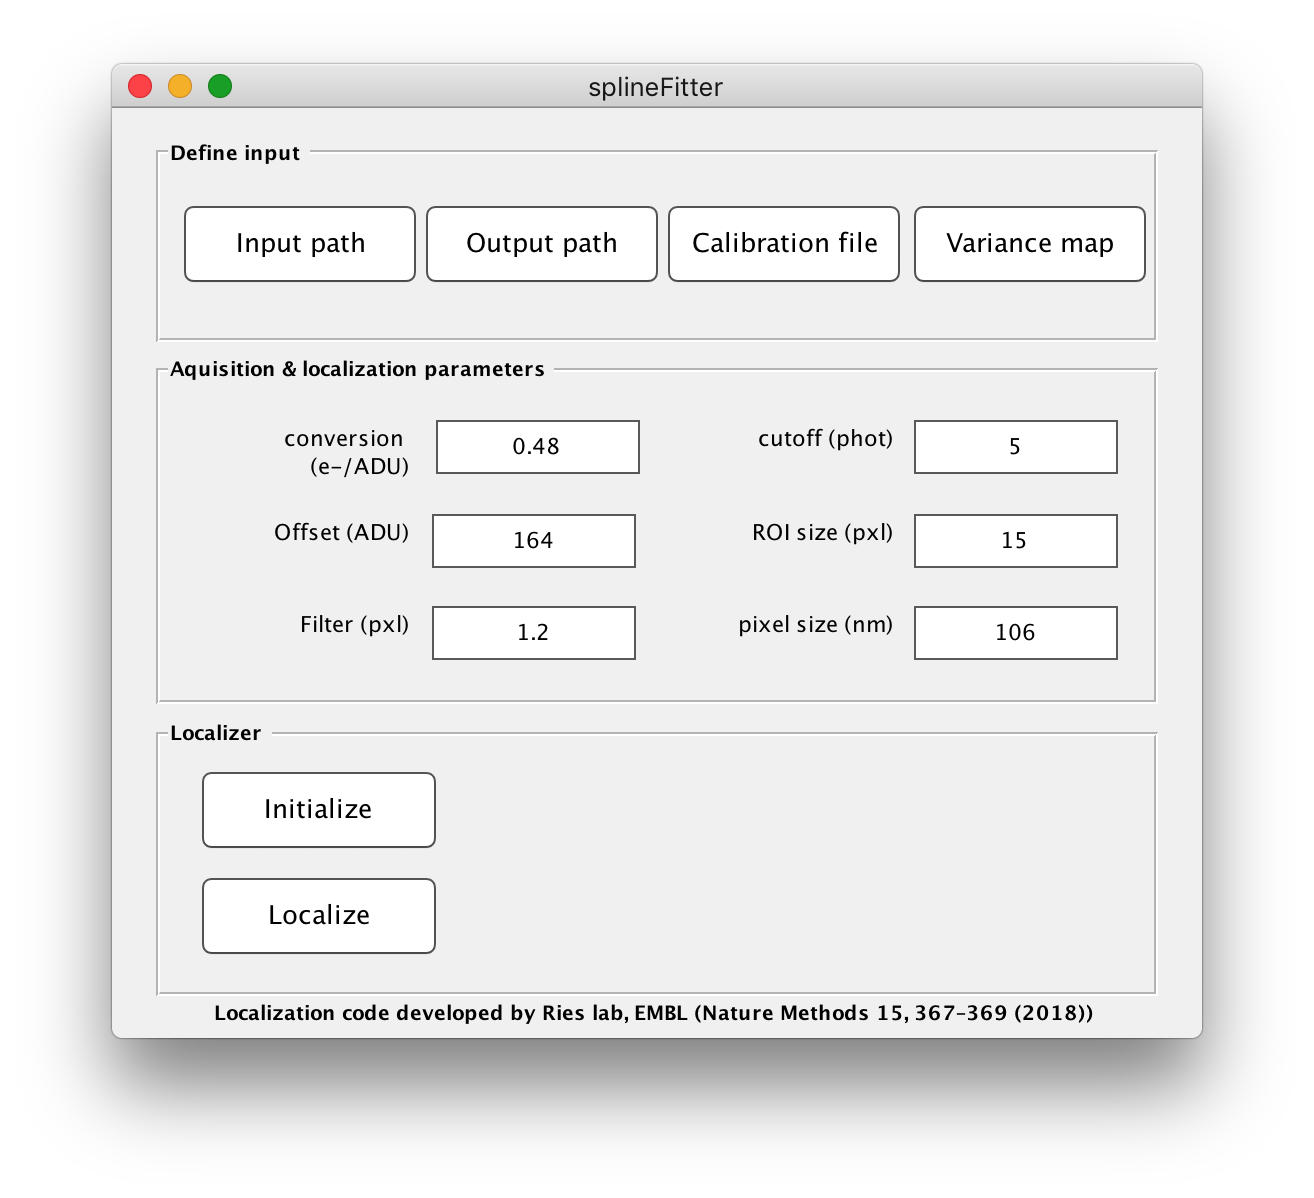 splineFitter
Define input
Input path
Output path
Calibration file
Variance map
Aquisition & localization parameters
conversion
(e-/ADU)
0.48
cutoff (phot)
5
Offset (ADU)
164
ROI size (pxl)
15
Filter (pxl)
1.2
pixel size (nm)
106
Localizer
Initialize
Localize
Localization code developed by Ries lab, EMBL (Nature Methods 15, 367-369 (2018))